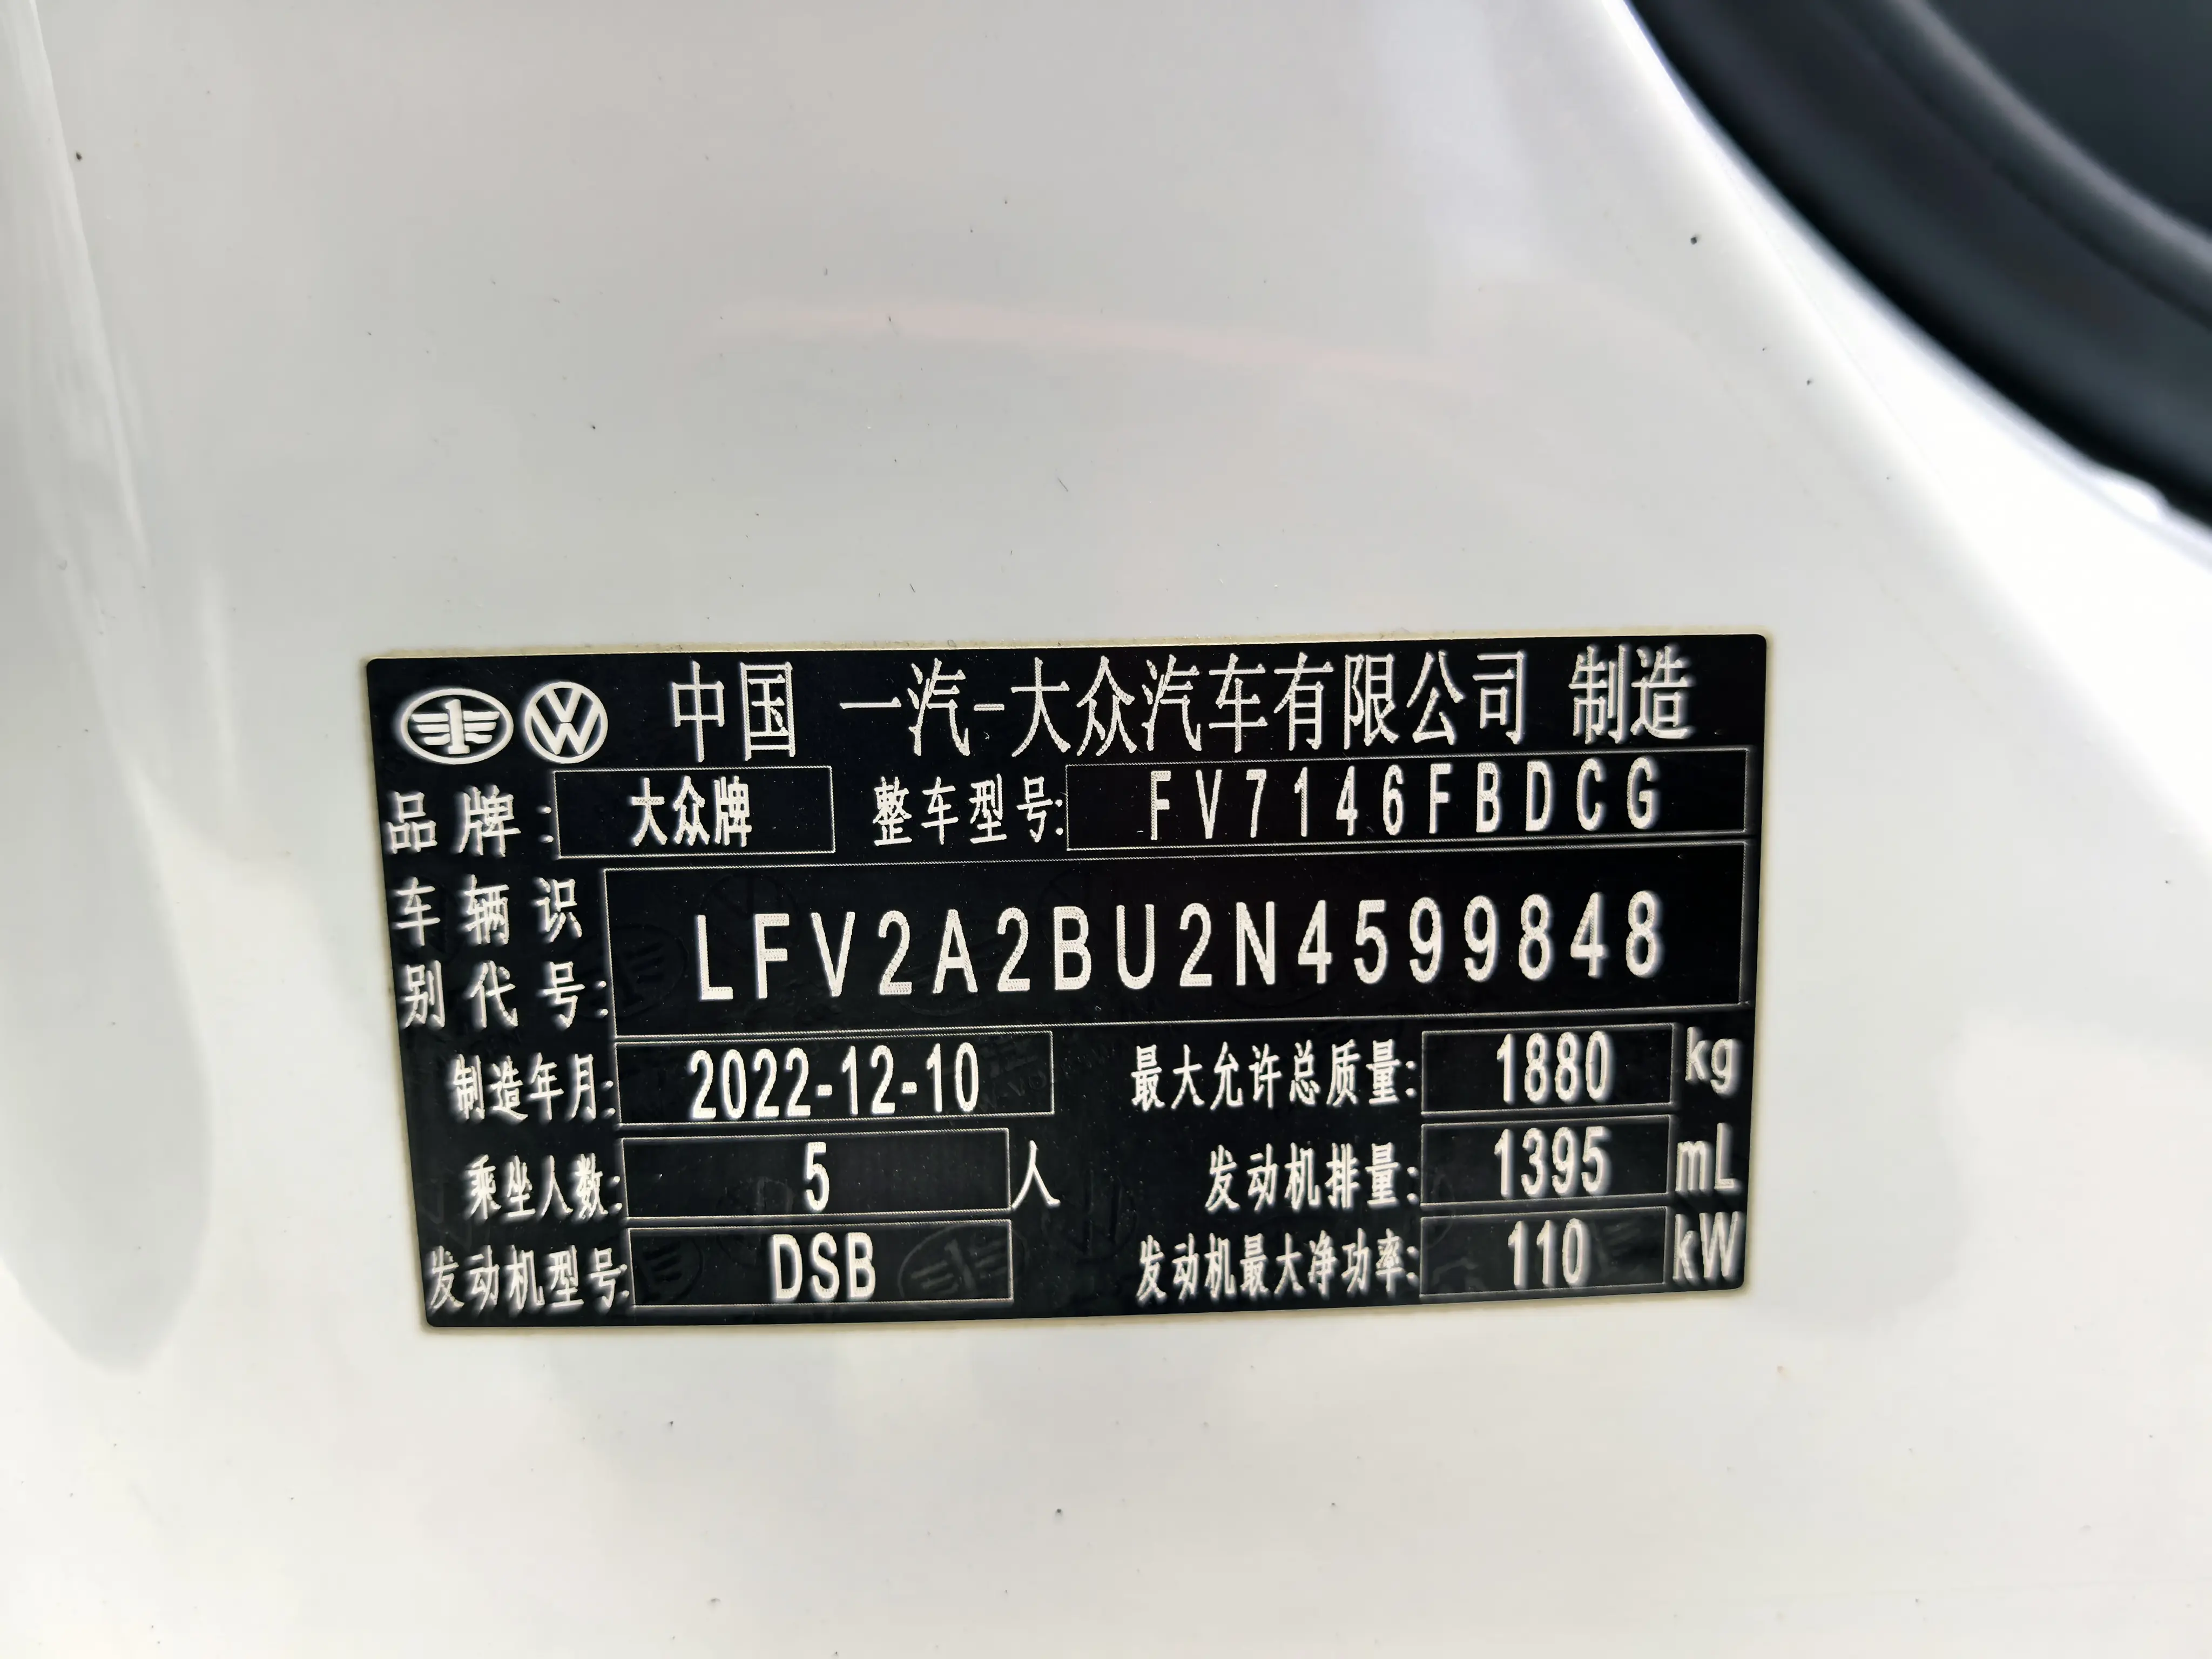 中国 一汽-大众汽车有限公司 制造
品牌: 大众牌 整车型号: FV7146FBDCG
车辆识别代号: LFV2A2BU2N4599848
制造年月: 2022-12-10 最大允许总质量: 1880 kg
乘坐人数: 5 人 发动机排量: 1395 mL
发动机型号: DSB 发动机最大净功率: 110 kW